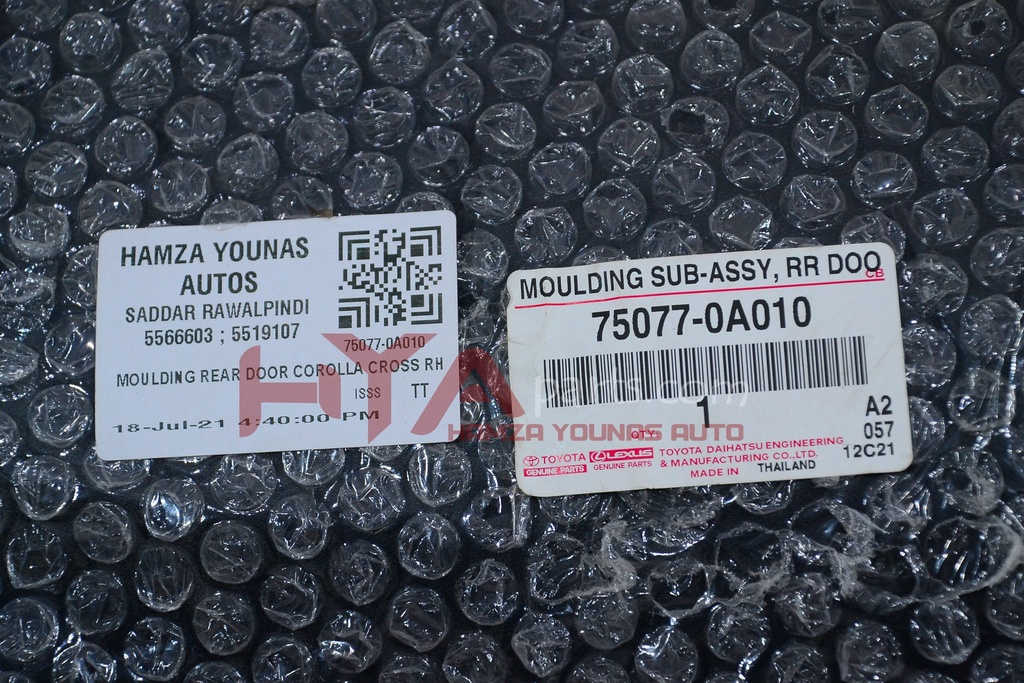 HAMZA YOUNAS
AUTOS
SADDAR RAWALPINDI
5566603 ; 5519107
75077-0A010
MOULDING REAR DOOR COROLLA CROSS RH
ISSS TT
18-Jul-21 4:40:00 PM
MOULDING SUB-ASSY, RR DOO
CB
75077-0A010
1
QTY:
A2
057
12C21
TOYOTA
GENUINE PARTS
LEXUS
GENUINE PARTS
TOYOTA DAIHATSU ENGINEERING
& MANUFACTURING CO.,LTD.
MADE IN THAILAND
HYA parts.com
HAMZA YOUNAS AUTO